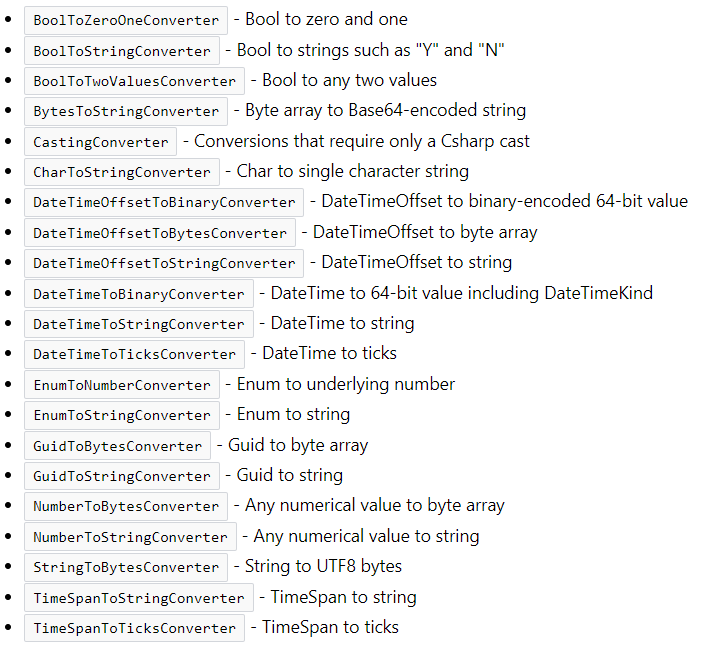 BoolToZeroOneConverter - Bool to zero and one
BoolToStringConverter - Bool to strings such as "Y" and "N"
BoolToTwoValuesConverter - Bool to any two values
BytesToStringConverter - Byte array to Base64-encoded string
CastingConverter - Conversions that require only a Csharp cast
CharToStringConverter - Char to single character string
DateTimeOffsetToBinaryConverter - DateTimeOffset to binary-encoded 64-bit value
DateTimeOffsetToBytesConverter - DateTimeOffset to byte array
DateTimeOffsetToStringConverter - DateTimeOffset to string
DateTimeToBinaryConverter - DateTime to 64-bit value including DateTimeKind
DateTimeToStringConverter - DateTime to string
DateTimeToTicksConverter - DateTime to ticks
EnumToNumberConverter - Enum to underlying number
EnumToStringConverter - Enum to string
GuidToBytesConverter - Guid to byte array
GuidToStringConverter - Guid to string
NumberToBytesConverter - Any numerical value to byte array
NumberToStringConverter - Any numerical value to string
StringToBytesConverter - String to UTF8 bytes
TimeSpanToStringConverter - TimeSpan to string
TimeSpanToTicksConverter - TimeSpan to ticks